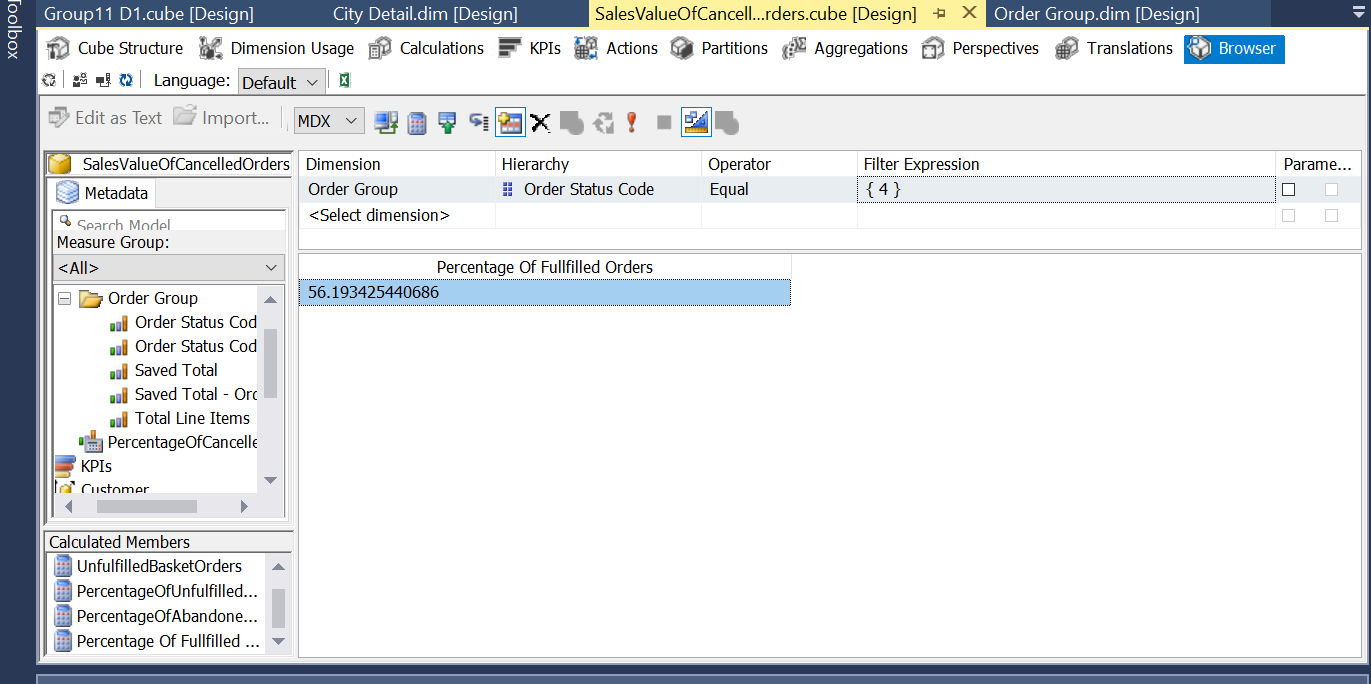 Toolbox
Group11 D1.cube [Design]
City Detail.dim [Design]
SalesValueOfCancell...rders.cube [Design]
Order Group.dim [Design]
Cube Structure
Dimension Usage
Calculations
KPIs
Actions
Partitions
Aggregations
Perspectives
Translations
Browser
Language:
Default
Edit as Text
Import...
MDX
SalesValueOfCancelledOrders
Metadata
Search Model
Measure Group:
<All>
Order Group
Order Status Cod
Order Status Cod
Saved Total
Saved Total - Orc
Total Line Items
PercentageOfCancelle
KPIs
Customer
Calculated Members
UnfulfilledBasketOrders
PercentageOfUnfulfilled...
PercentageOfAbandone...
Percentage Of Fullfilled ...
Dimension Hierarchy Operator Filter Expression Parame...
Order Group Order Status Code Equal { 4 }
<Select dimension>
Percentage Of Fullfilled Orders
56.193425440686